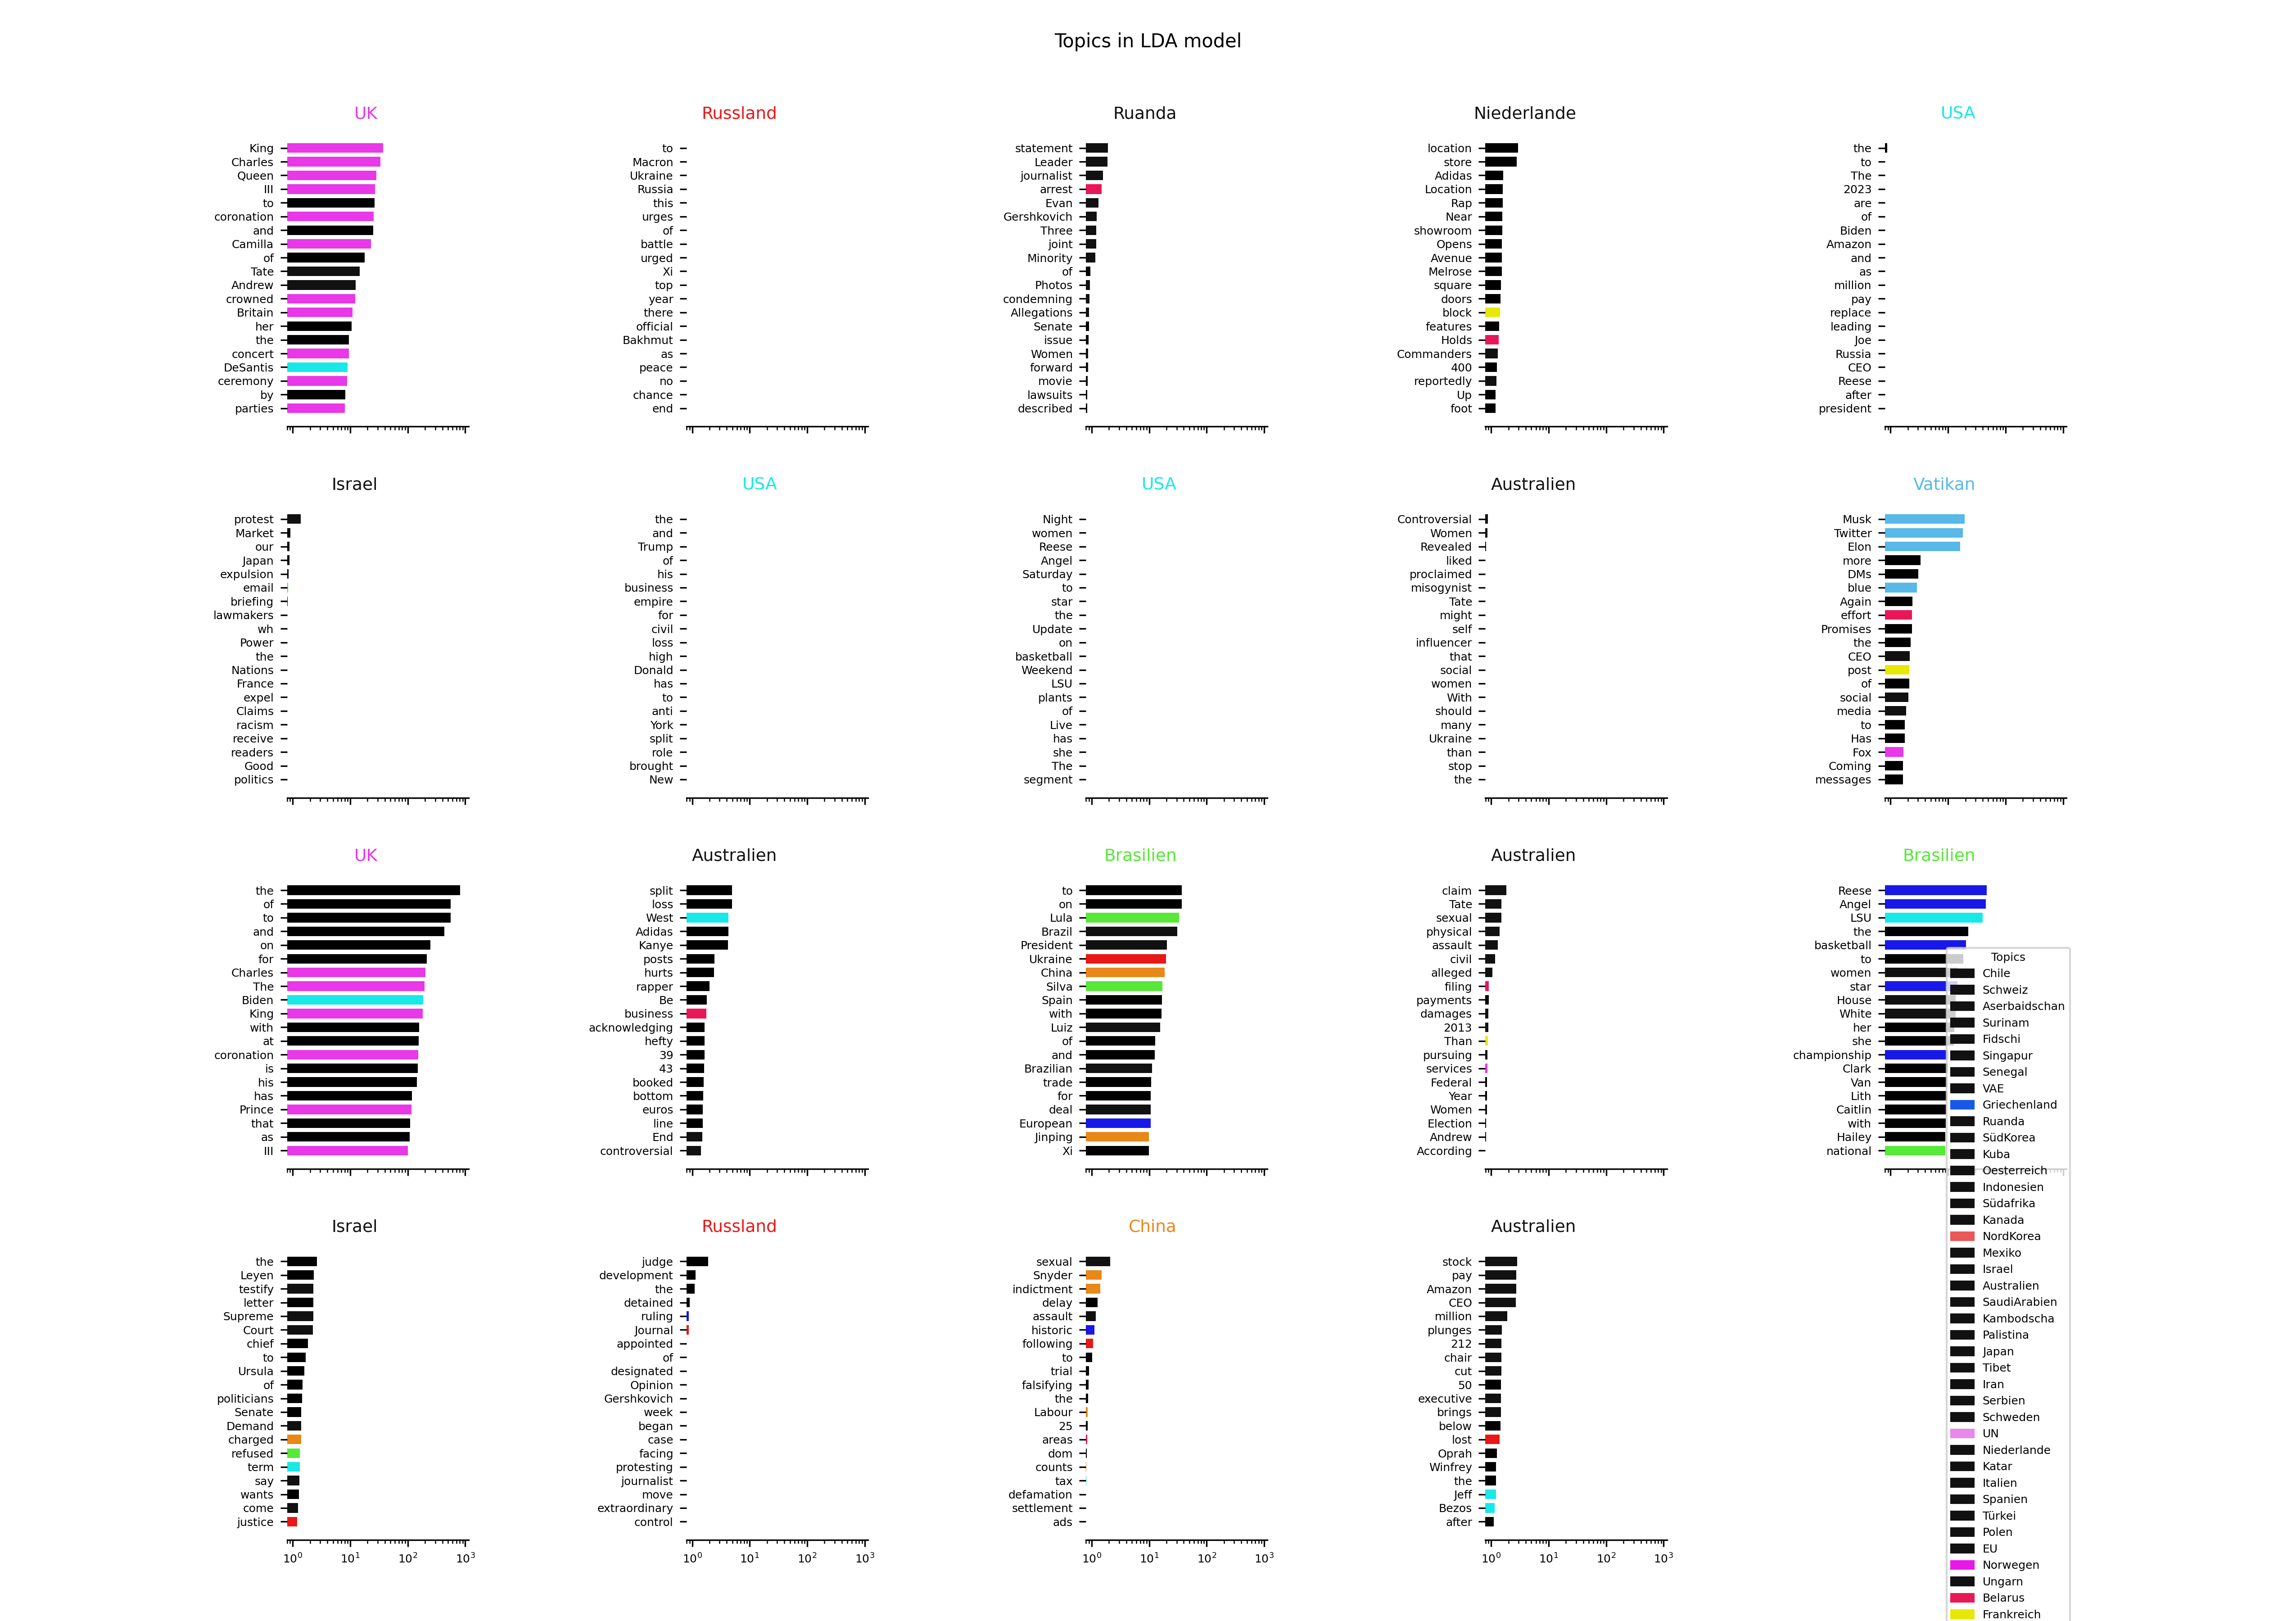 Topics in LDA model
UK
King
Charles
Queen
III
to
coronation
and
Camilla
of
Tate
Andrew
crowned
Britain
her
the
concert
DeSantis
ceremony
by
parties
Russland
to
Macron
Ukraine
Russia
this
urges
of
battle
urged
Xi
top
year
there
official
Bakhmut
as
peace
no
chance
end
Ruanda
statement
Leader
journalist
arrest
Evan
Gershkovich
Three
joint
Minority
of
Photos
condemning
Allegations
Senate
issue
Women
forward
movie
lawsuits
described
Niederlande
location
store
Adidas
Location
Rap
Near
showroom
Opens
Avenue
Melrose
square
doors
block
features
Holds
Commanders
400
reportedly
Up
foot
USA
the
to
The
2023
are
of
Biden
Amazon
and
as
million
pay
replace
leading
Joe
Russia
CEO
Reese
after
president
Israel
protest
Market
our
Japan
expulsion
email
briefing
lawmakers
wh
Power
the
Nations
France
expel
Claims
racism
receive
readers
Good
politics
USA
the
and
Trump
of
his
business
empire
for
civil
loss
high
Donald
has
to
anti
York
split
role
brought
New
USA
Night
women
Reese
Angel
Saturday
to
star
the
Update
on
basketball
Weekend
LSU
plants
of
Live
has
she
The
segment
Australien
Controversial
Women
Revealed
liked
proclaimed
misogynist
Tate
might
self
influencer
that
social
women
With
should
many
Ukraine
than
stop
the
Vatikan
Musk
Twitter
Elon
more
DMs
blue
Again
effort
Promises
the
CEO
post
of
social
media
to
Has
Fox
Coming
messages
UK
the
of
to
and
on
for
Charles
The
Biden
King
with
at
coronation
is
his
has
Prince
that
as
III
Australien
split
loss
West
Adidas
Kanye
posts
hurts
rapper
Be
business
acknowledging
hefty
39
43
booked
bottom
euros
line
End
controversial
Brasilien
to
on
Lula
Brazil
President
Ukraine
China
Silva
Spain
with
Luiz
of
and
Brazilian
trade
for
deal
European
Jinping
Xi
Australien
claim
Tate
sexual
physical
assault
civil
alleged
filing
payments
damages
2013
Than
pursuing
services
Federal
Year
Women
Election
Andrew
According
Brasilien
Reese
Angel
LSU
the
basketball
to
women
star
House
White
her
she
championship
Clark
Van
Lith
Caitlin
with
Hailey
national
Israel
the
Leyen
testify
letter
Supreme
Court
chief
to
Ursula
of
politicians
Senate
Demand
charged
refused
term
say
wants
come
justice
10⁰ 10¹ 10² 10³
Russland
judge
development
the
detained
ruling
Journal
appointed
of
designated
Opinion
Gershkovich
week
began
case
facing
protesting
journalist
move
extraordinary
control
10⁰ 10¹ 10² 10³
China
sexual
Snyder
indictment
delay
assault
historic
following
to
trial
falsifying
the
Labour
25
areas
dom
counts
tax
defamation
settlement
ads
10⁰ 10¹ 10² 10³
Australien
stock
pay
Amazon
CEO
million
plunges
212
chair
cut
50
executive
brings
below
lost
Oprah
Winfrey
the
Jeff
Bezos
after
10⁰ 10¹ 10² 10³
Topics
Chile
Schweiz
Aserbaidschan
Surinam
Fidschi
Singapur
Senegal
VAE
Griechenland
Ruanda
SüdKorea
Kuba
Oesterreich
Indonesien
Südafrika
Kanada
NordKorea
Mexiko
Israel
Australien
SaudiArabien
Kambodscha
Palistina
Japan
Tibet
Iran
Serbien
Schweden
UN
Niederlande
Katar
Italien
Spanien
Türkei
Polen
EU
Norwegen
Ungarn
Belarus
Frankreich